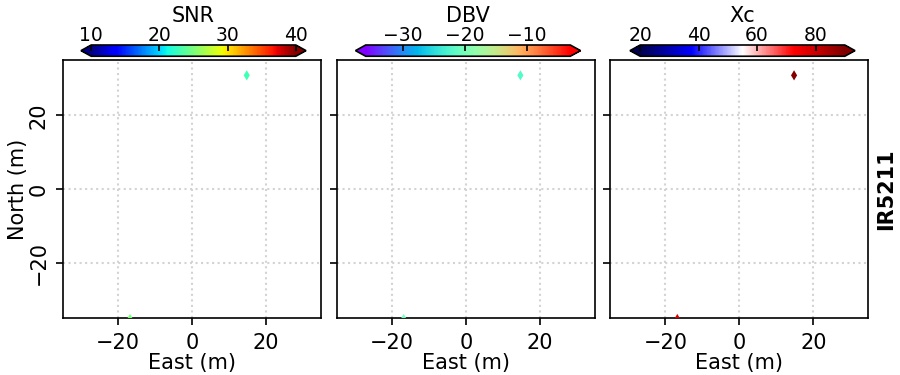 SNR DBV Xc
10 20 30 40 −30 −20 −10 20 40 60 80
20
0
−20
North (m)
IR5211
−20 0 20 −20 0 20 −20 0 20
East (m) East (m) East (m)